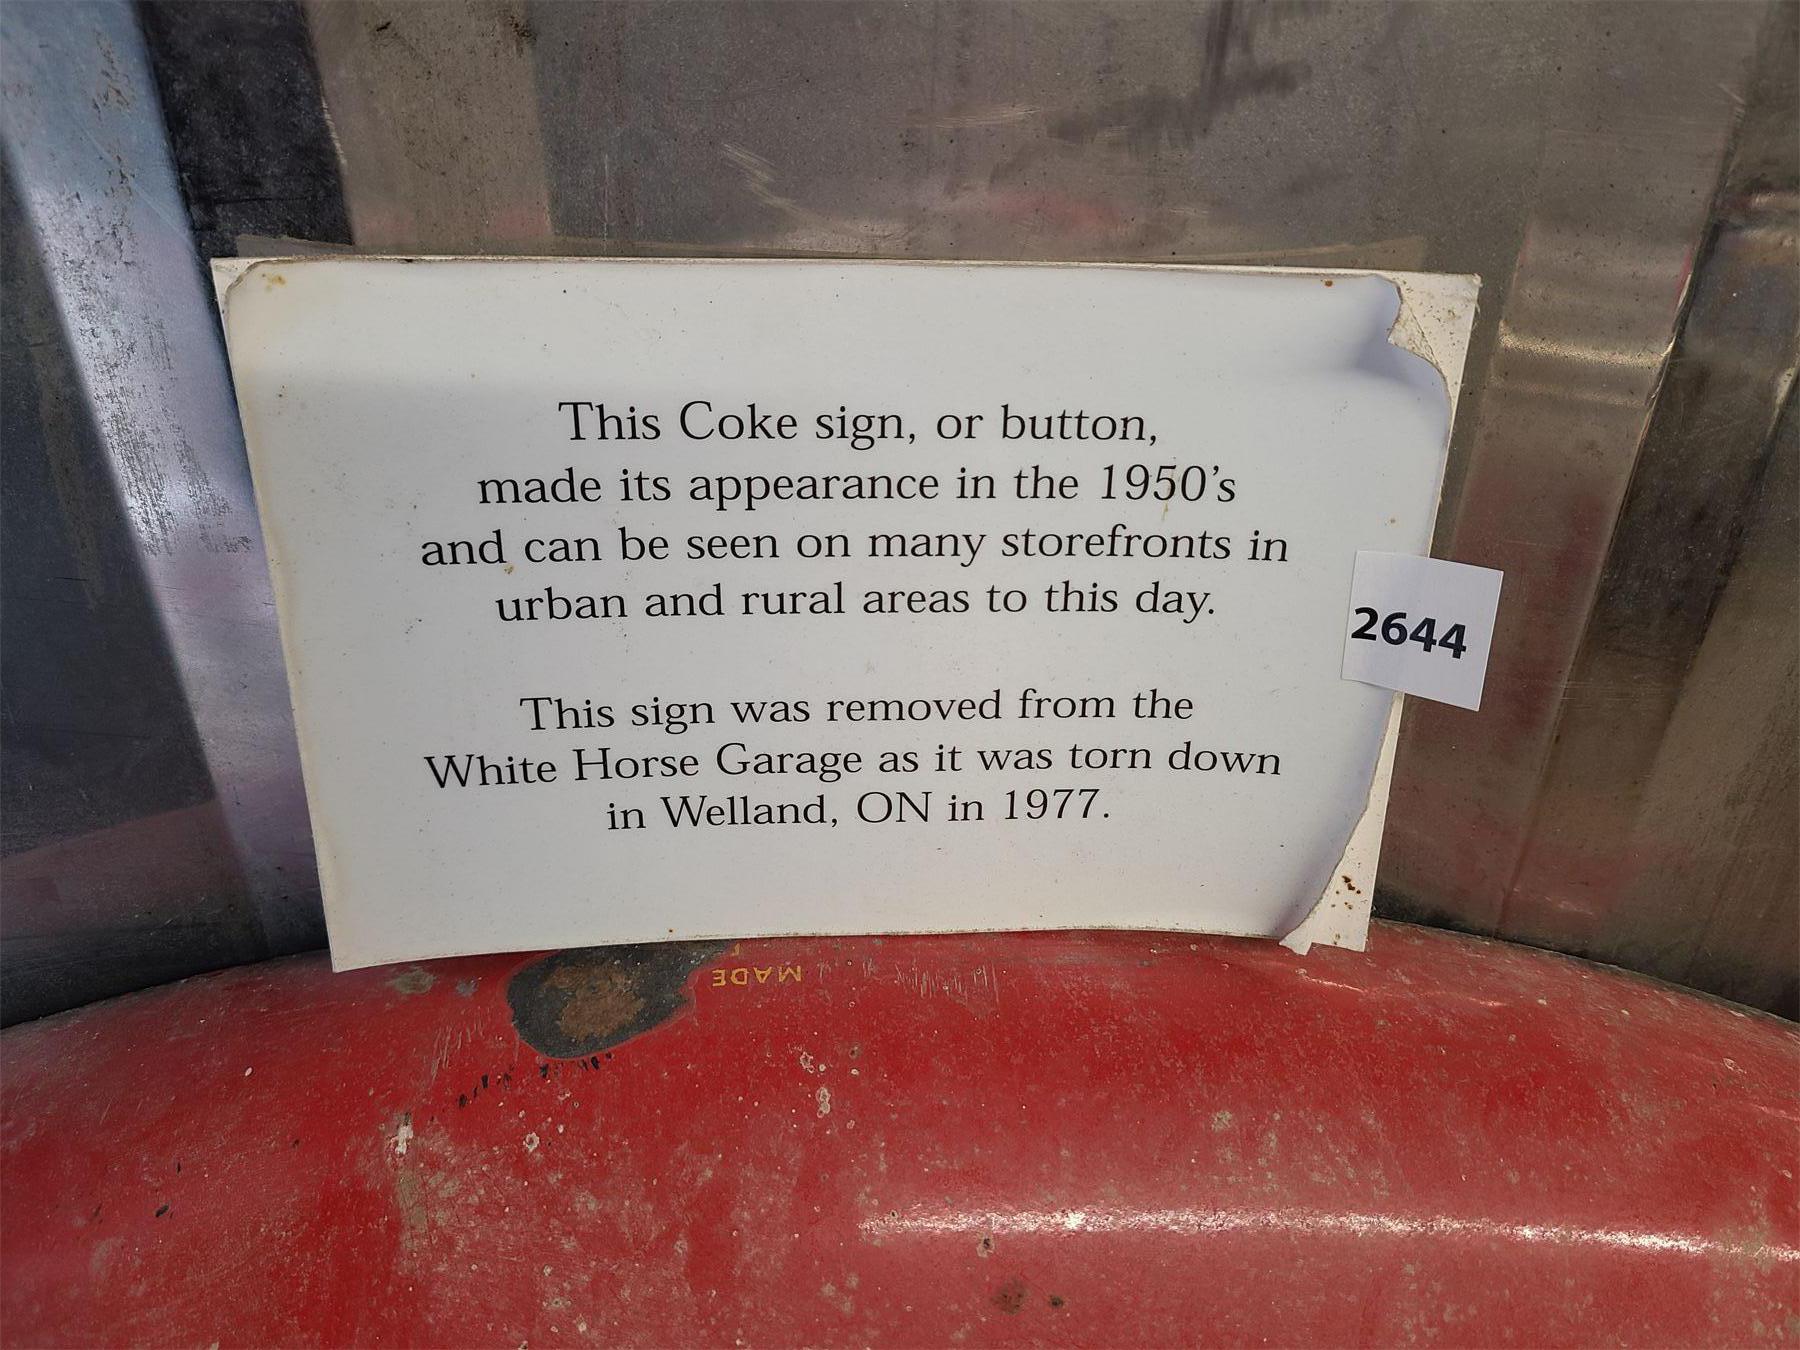 This Coke sign, or button,
made its appearance in the 1950's
and can be seen on many storefronts in
urban and rural areas to this day.
This sign was removed from the
White Horse Garage as it was torn down
in Welland, ON in 1977.
2644
MADE